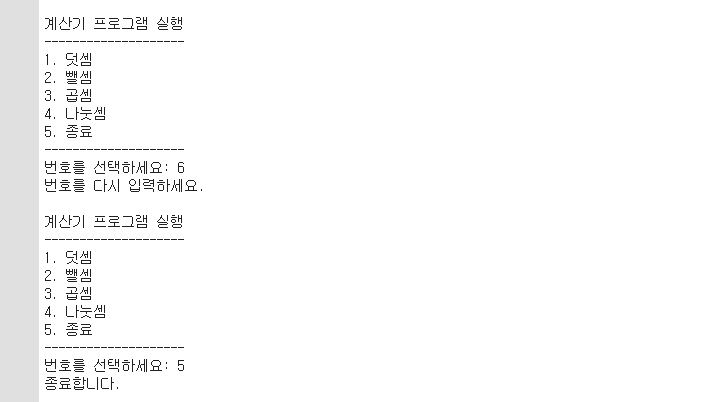 계산기 프로그램 실행
--------------------
1. 덧셈
2. 뺄셈
3. 곱셈
4. 나눗셈
5. 종료
--------------------
번호를 선택하세요: 6
번호를 다시 입력하세요.
계산기 프로그램 실행
--------------------
1. 덧셈
2. 뺄셈
3. 곱셈
4. 나눗셈
5. 종료
--------------------
번호를 선택하세요: 5
종료합니다.